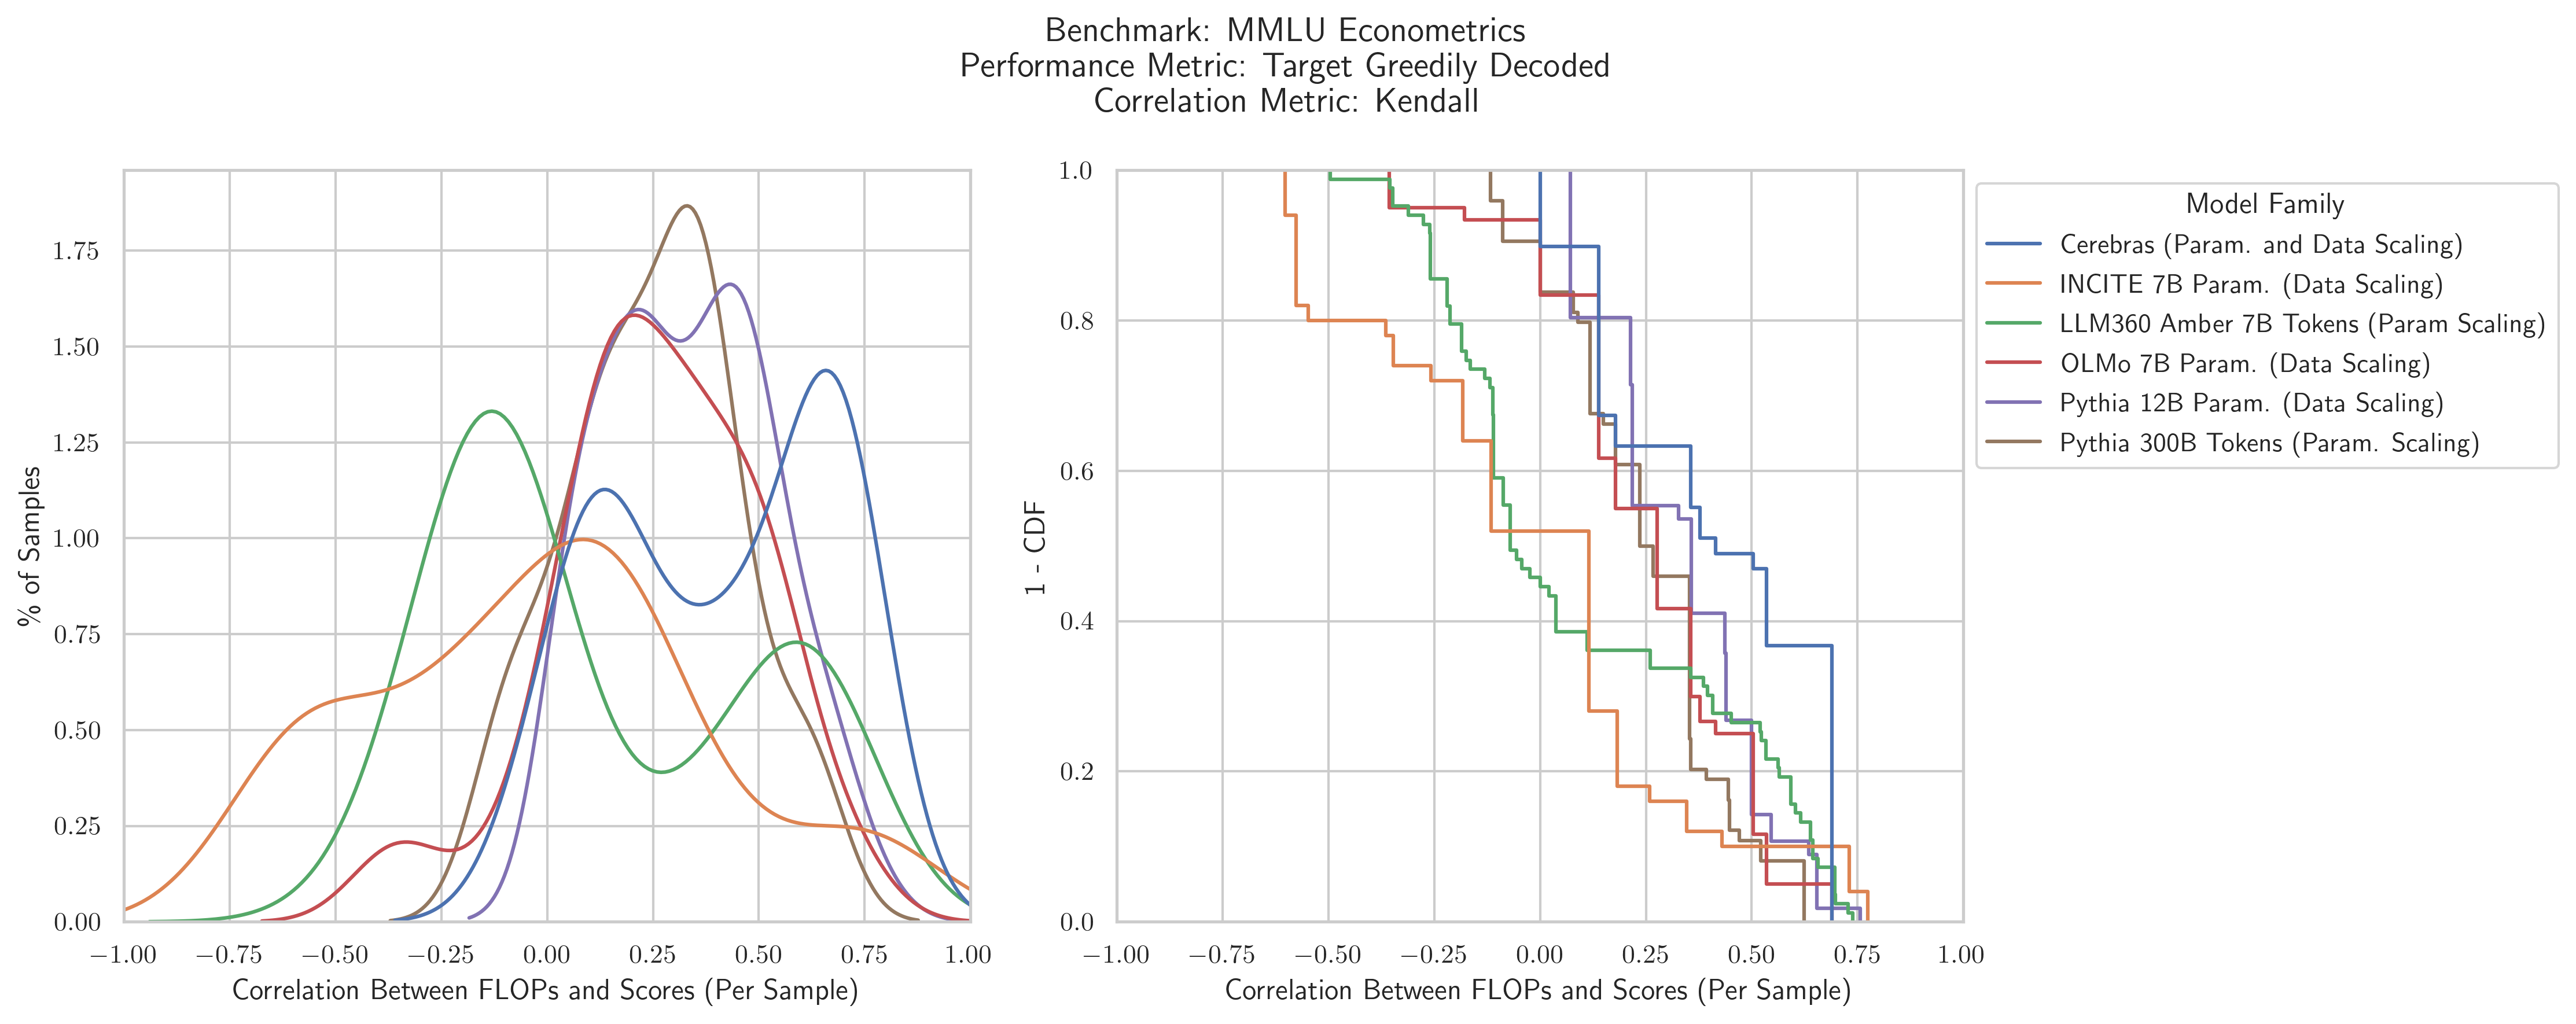 Benchmark: MMLU Econometrics
Performance Metric: Target Greedily Decoded
Correlation Metric: Kendall
% of Samples
1.75
1.50
1.25
1.00
0.75
0.50
0.25
0.00
−1.00 −0.75 −0.50 −0.25 0.00 0.25 0.50 0.75 1.00
Correlation Between FLOPs and Scores (Per Sample)
1 - CDF
1.0
0.8
0.6
0.4
0.2
0.0
−1.00 −0.75 −0.50 −0.25 0.00 0.25 0.50 0.75 1.00
Correlation Between FLOPs and Scores (Per Sample)
Model Family
Cerebras (Param. and Data Scaling)
INCITE 7B Param. (Data Scaling)
LLM360 Amber 7B Tokens (Param Scaling)
OLMo 7B Param. (Data Scaling)
Pythia 12B Param. (Data Scaling)
Pythia 300B Tokens (Param. Scaling)